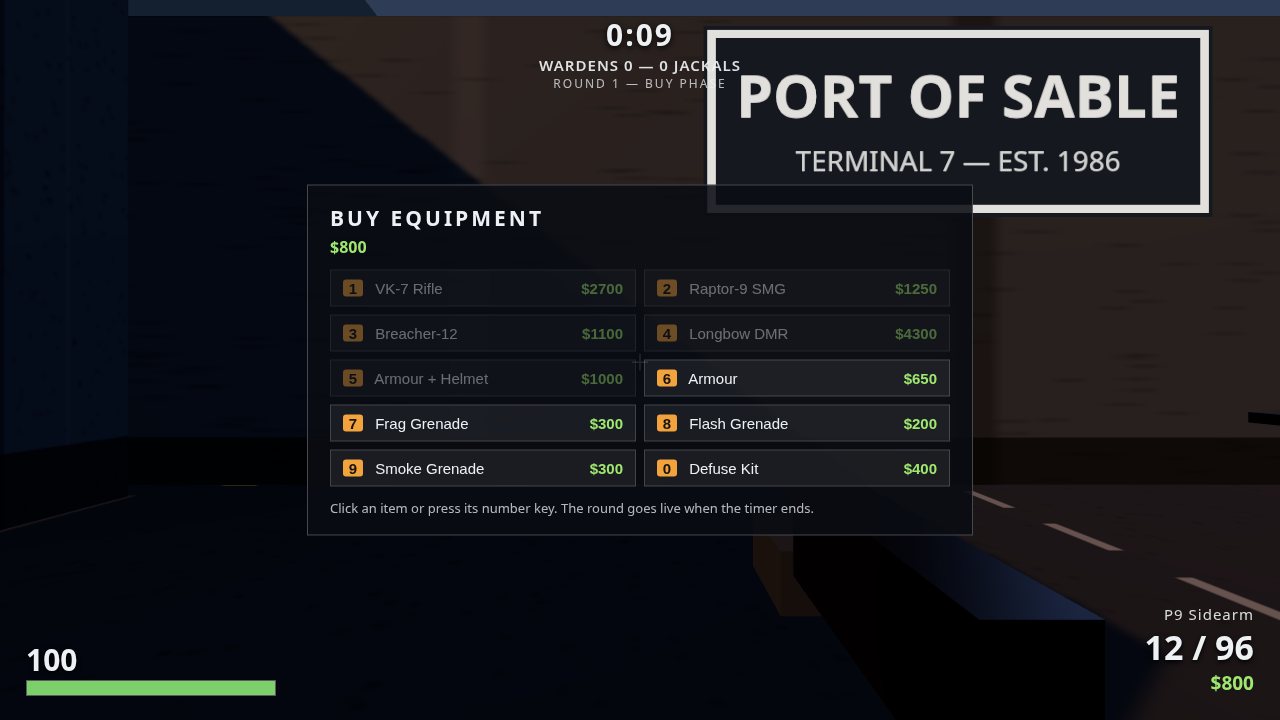 0:09
WARDENS 0 — 0 JACKALS
ROUND 1 — BUY PHASE
PORT OF SABLE
TERMINAL 7 — EST. 1986
BUY EQUIPMENT
$800
1 VK-7 Rifle $2700
2 Raptor-9 SMG $1250
3 Breacher-12 $1100
4 Longbow DMR $4300
5 Armour + Helmet $1000
6 Armour $650
7 Frag Grenade $300
8 Flash Grenade $200
9 Smoke Grenade $300
0 Defuse Kit $400
Click an item or press its number key. The round goes live when the timer ends.
100
P9 Sidearm
12 / 96
$800